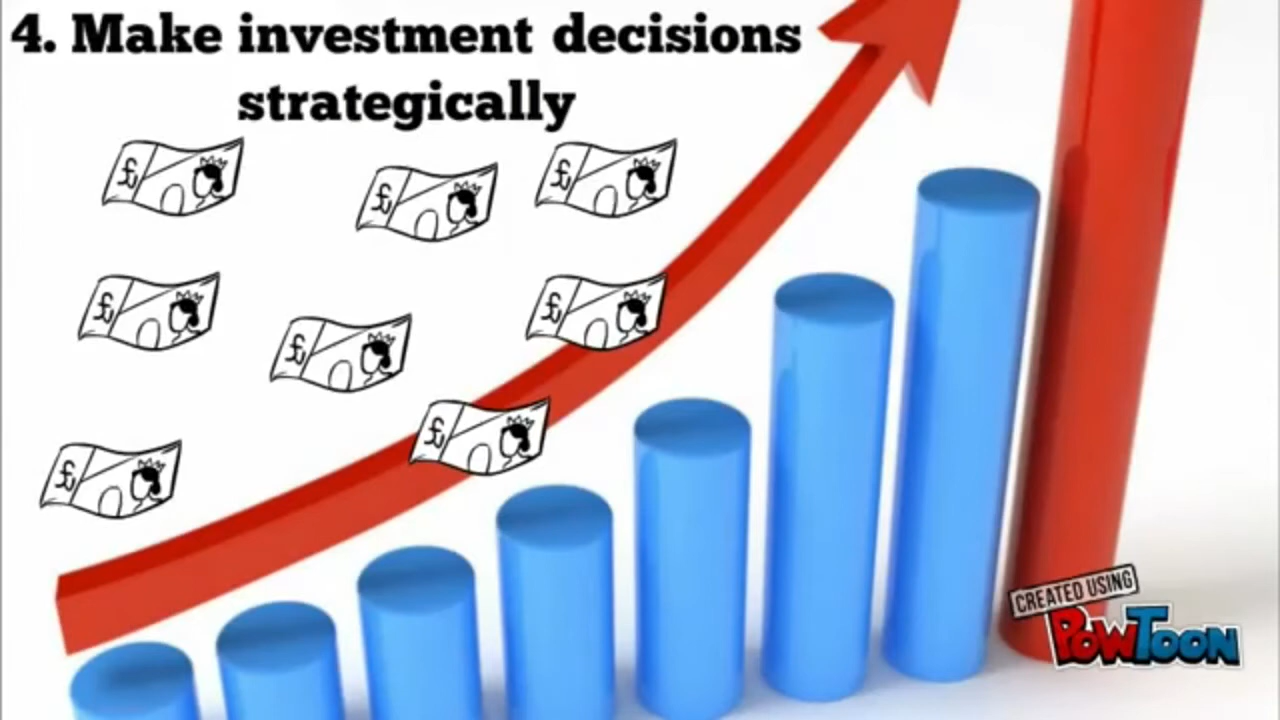 4. Make investment decisions
strategically
£
£
£
£
£
£
£
£
CREATED USING
POWTOON